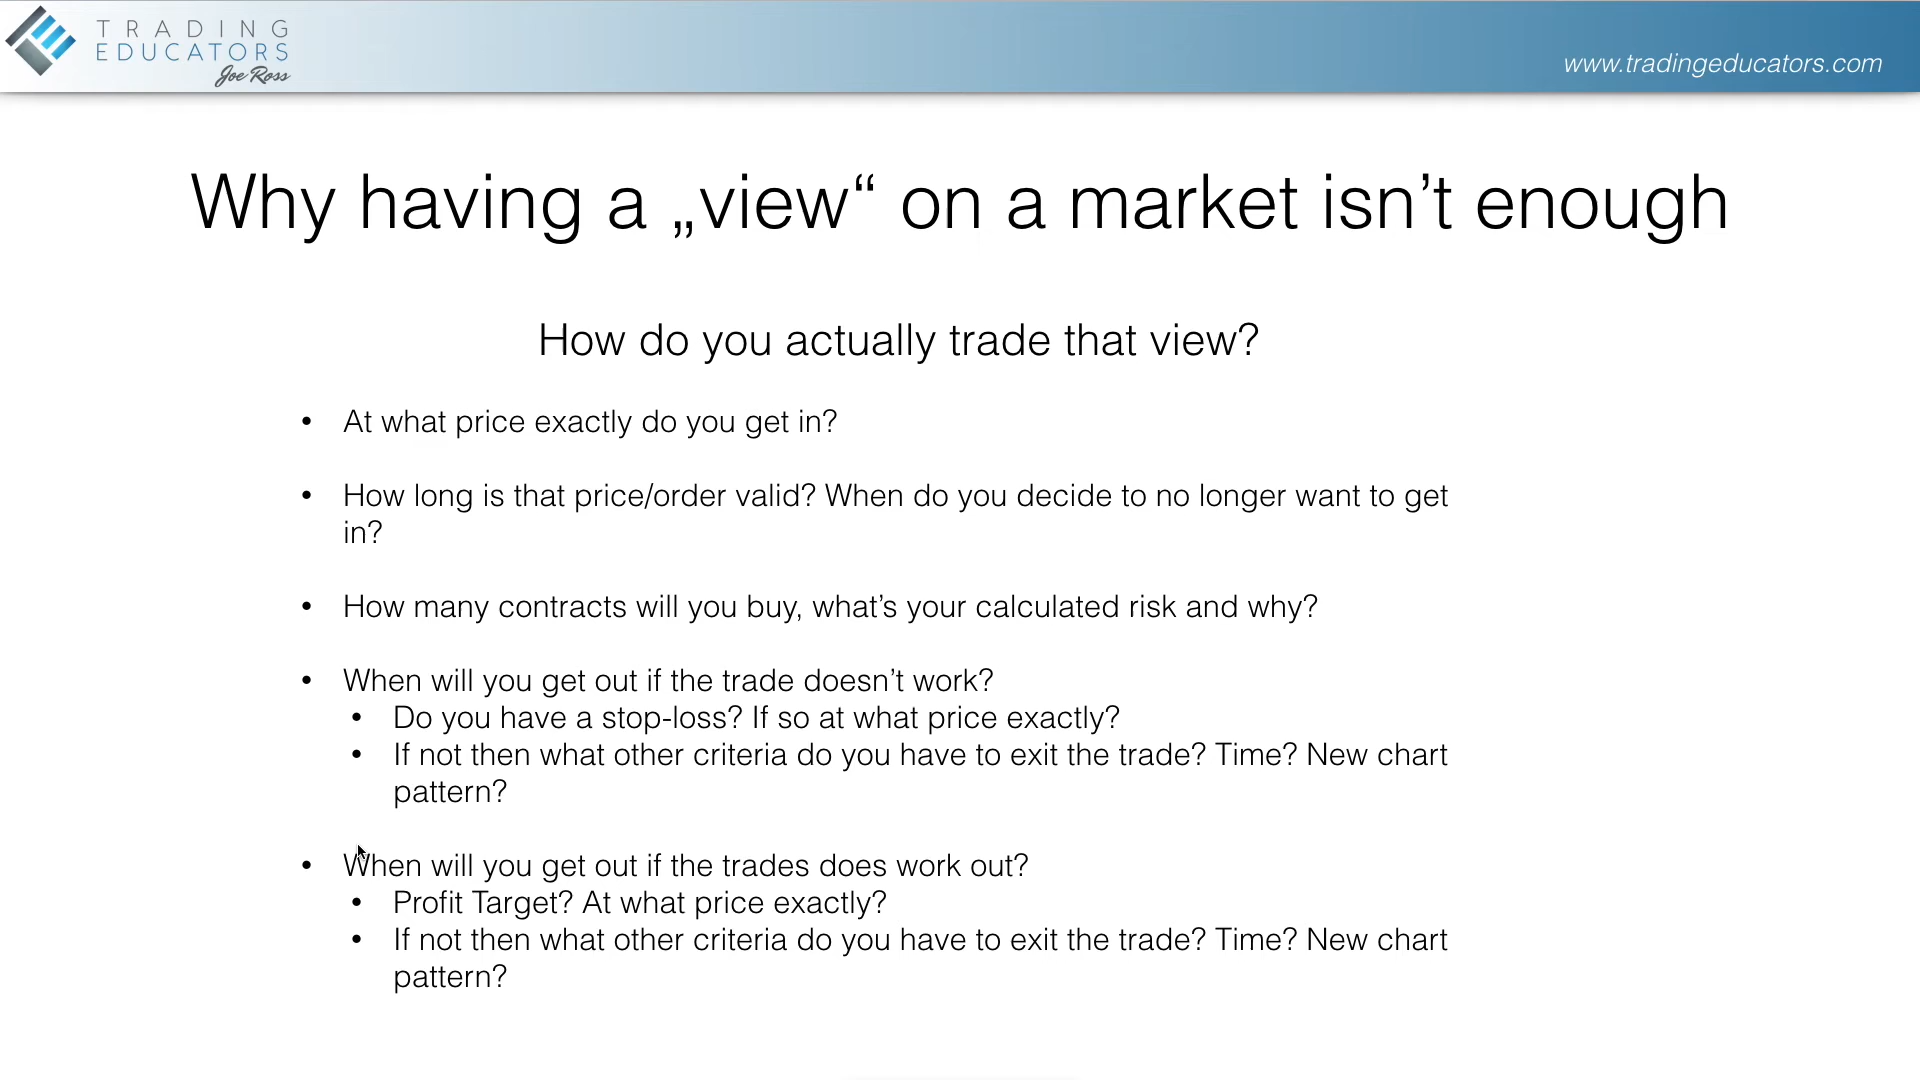 TRADING
EDUCATORS
Joe Ross
www.tradingeducators.com
Why having a „view“ on a market isn’t enough
How do you actually trade that view?
• At what price exactly do you get in?
• How long is that price/order valid? When do you decide to no longer want to get
in?
• How many contracts will you buy, what’s your calculated risk and why?
• When will you get out if the trade doesn’t work?
• Do you have a stop-loss? If so at what price exactly?
• If not then what other criteria do you have to exit the trade? Time? New chart
pattern?
• When will you get out if the trades does work out?
• Profit Target? At what price exactly?
• If not then what other criteria do you have to exit the trade? Time? New chart
pattern?